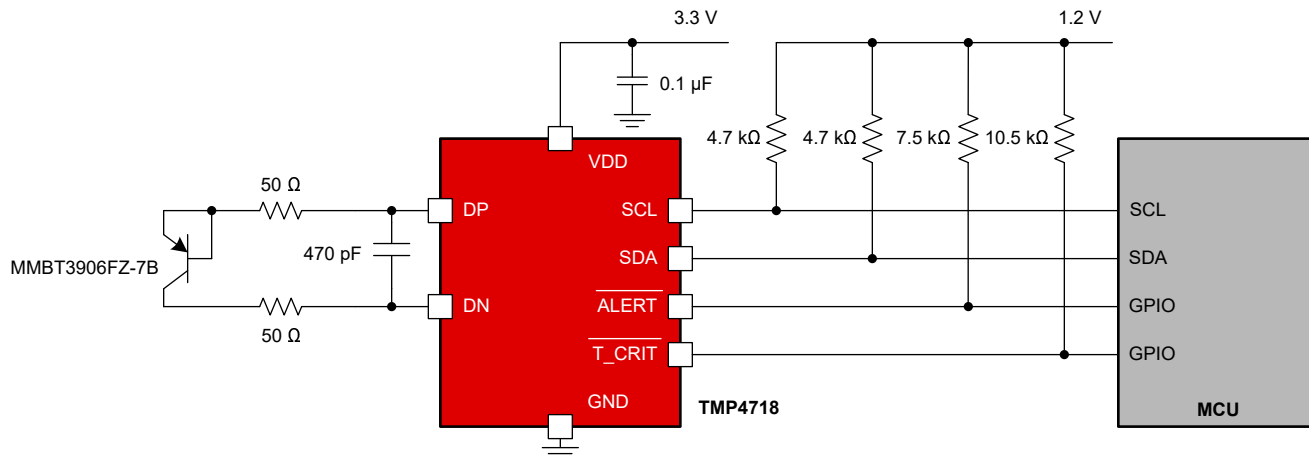 3.3 V
1.2 V
0.1 µF
4.7 kΩ
4.7 kΩ
7.5 kΩ
10.5 kΩ
VDD
50 Ω
DP
SCL
SCL
470 pF
MMBT3906FZ-7B
SDA
SDA
DN
ALERT
GPIO
50 Ω
T_CRIT
GPIO
GND
TMP4718
MCU